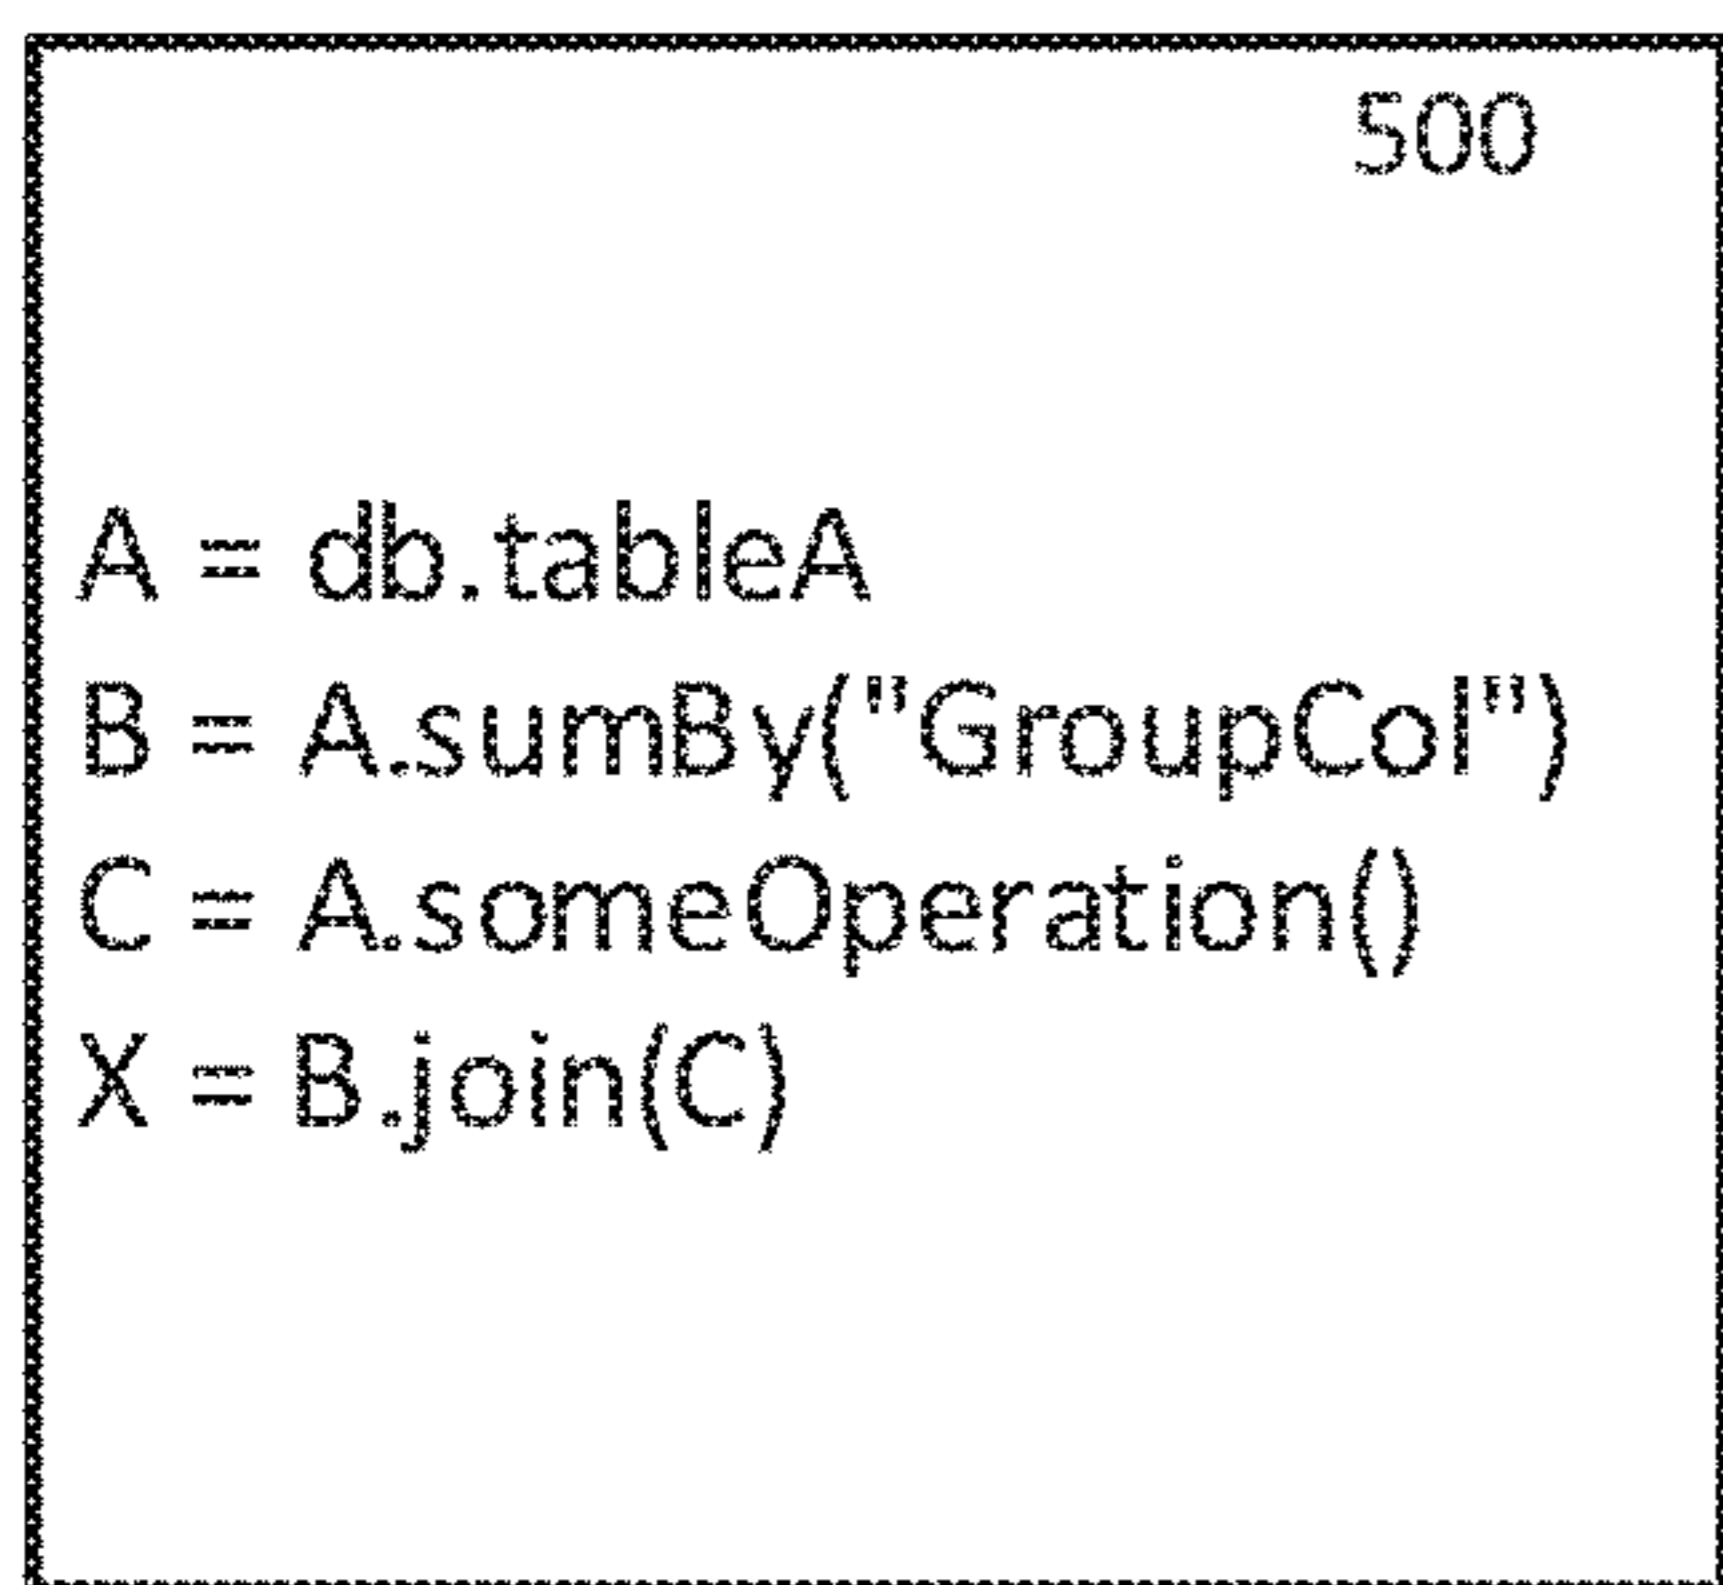 500
A = db.tableA
B = A.sumBy("GroupCol")
C = A.someOperation()
X = B.join(C)